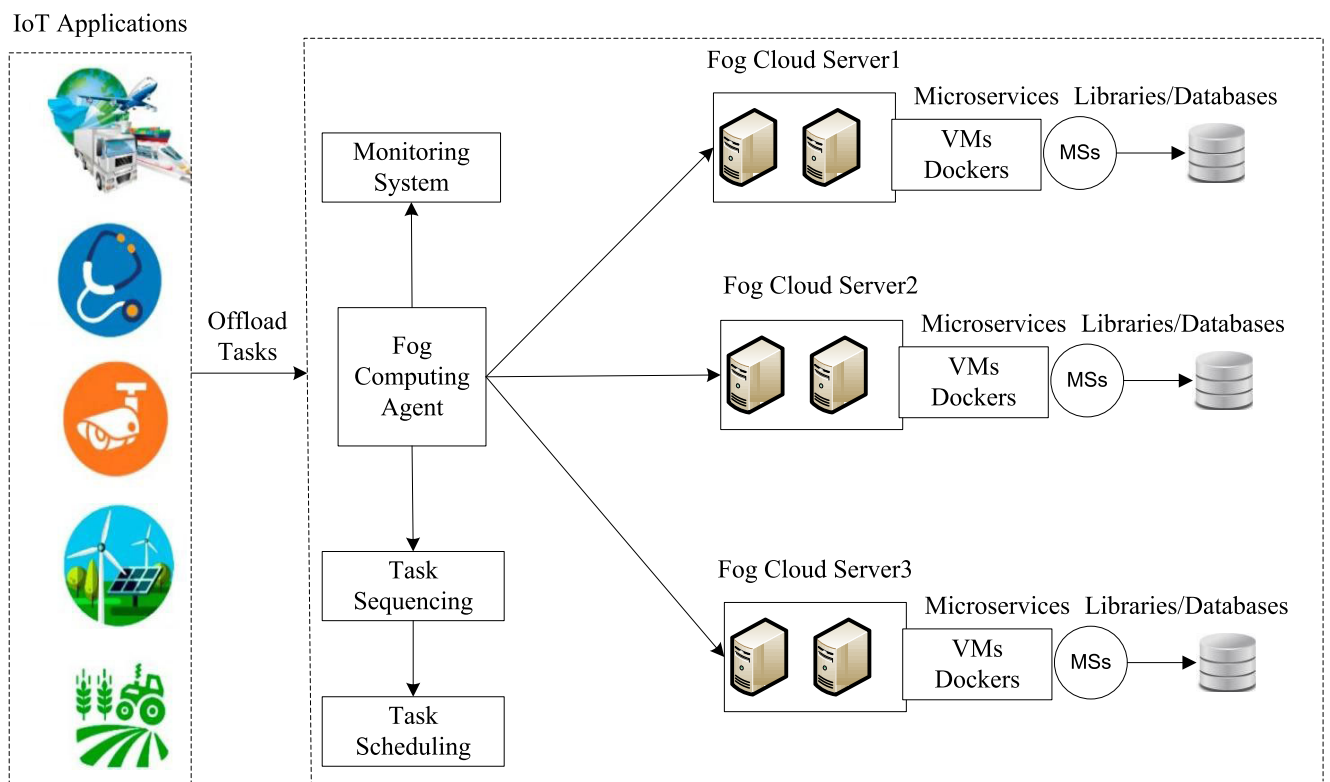 IoT Applications
Offload
Tasks
Monitoring
System
Fog
Computing
Agent
Task
Sequencing
Task
Scheduling
Fog Cloud Server1
Microservices Libraries/Databases
VMs
Dockers
MSs
Fog Cloud Server2
Microservices Libraries/Databases
VMs
Dockers
MSs
Fog Cloud Server3
Microservices Libraries/Databases
VMs
Dockers
MSs